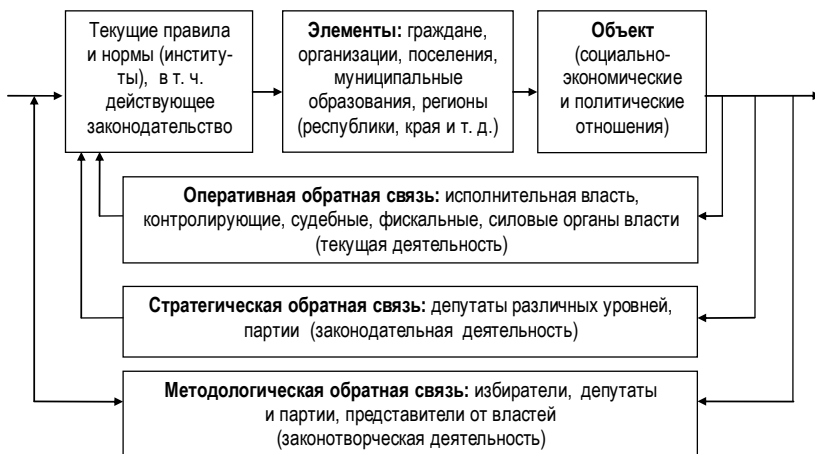 Текущие правила
и нормы (институ-
ты), в т. ч.
действующее
законодательство
Элементы: граждане,
организации, поселения,
муниципальные
образования, регионы
(республики, края и т. д.)
Объект
(социально-
экономические
и политические
отношения)
Оперативная обратная связь: исполнительная власть,
контролирующие, судебные, фискальные, силовые органы власти
(текущая деятельность)
Стратегическая обратная связь: депутаты различных уровней,
партии (законодательная деятельность)
Методологическая обратная связь: избиратели, депутаты
и партии, представители от властей
(законотворческая деятельность)